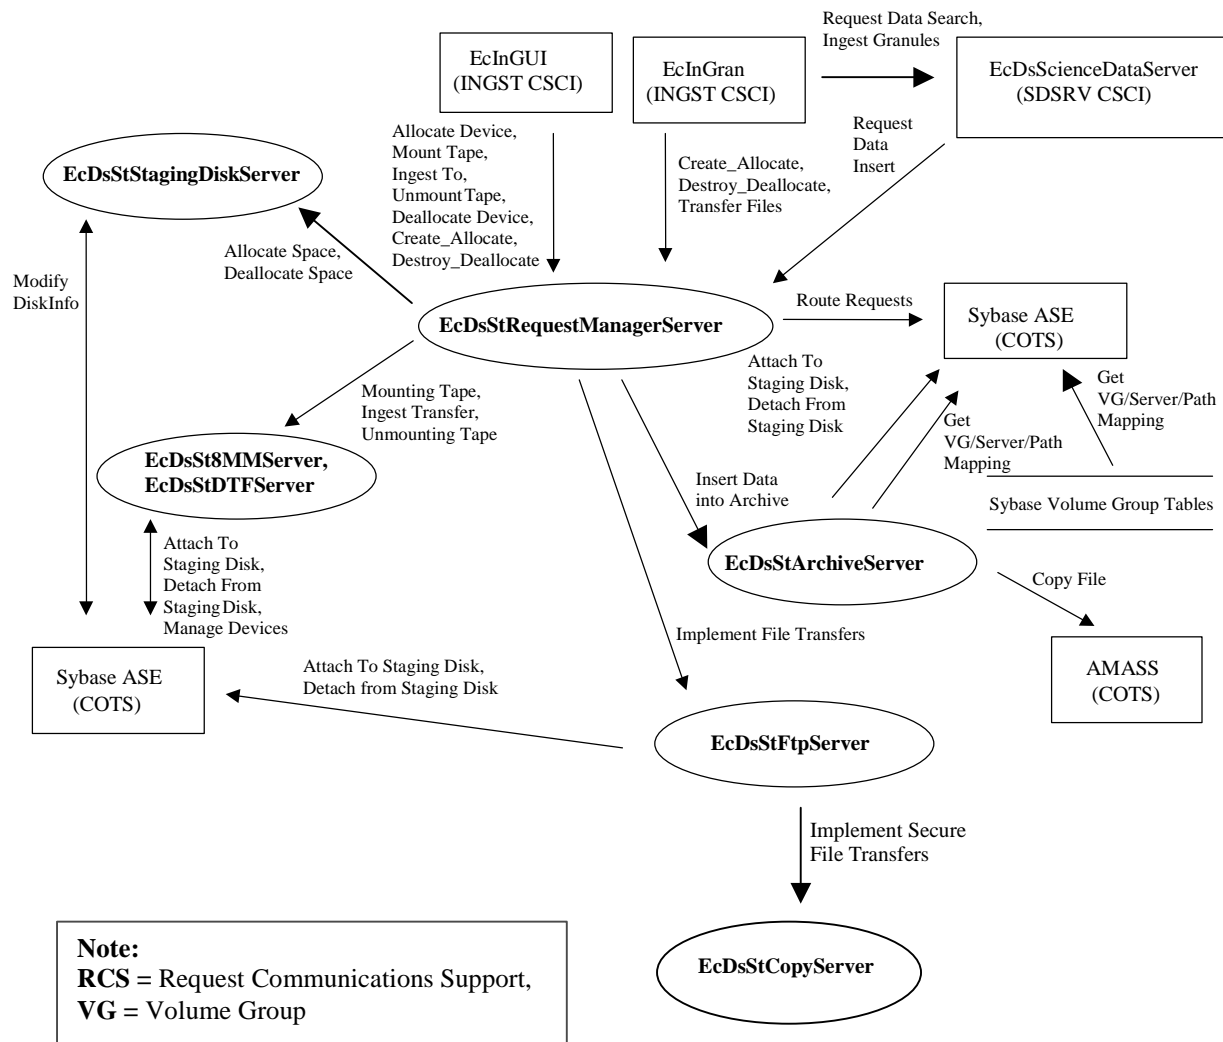 Request Data Search,
Ingest Granules
EcInGUI
(INGST CSCI)
EcInGran
(INGST CSCI)
EcDsScienceDataServer
(SDSRV CSCI)
Allocate Device,
Mount Tape,
Ingest To,
Unmount Tape,
Deallocate Device,
Create_Allocate,
Destroy_Deallocate
Create_Allocate,
Destroy_Deallocate,
Transfer Files
Request
Data
Insert
EcDsStStagingDiskServer
Allocate Space,
Deallocate Space
Modify
DiskInfo
EcDsStRequestManagerServer
Route Requests
Sybase ASE
(COTS)
Attach To
Staging Disk,
Detach From
Staging Disk
Get
VG/Server/Path
Mapping
Get
VG/Server/Path
Mapping
Mounting Tape,
Ingest Transfer,
Unmounting Tape
EcDsSt8MMServer,
EcDsStDTFServer
Insert Data
into Archive
Sybase Volume Group Tables
EcDsStArchiveServer
Copy File
Attach To
Staging Disk,
Detach From
Staging Disk,
Manage Devices
Implement File Transfers
AMASS
(COTS)
Sybase ASE
(COTS)
Attach To Staging Disk,
Detach from Staging Disk
EcDsStFtpServer
Implement Secure
File Transfers
EcDsStCopyServer
Note:
RCS = Request Communications Support,
VG = Volume Group